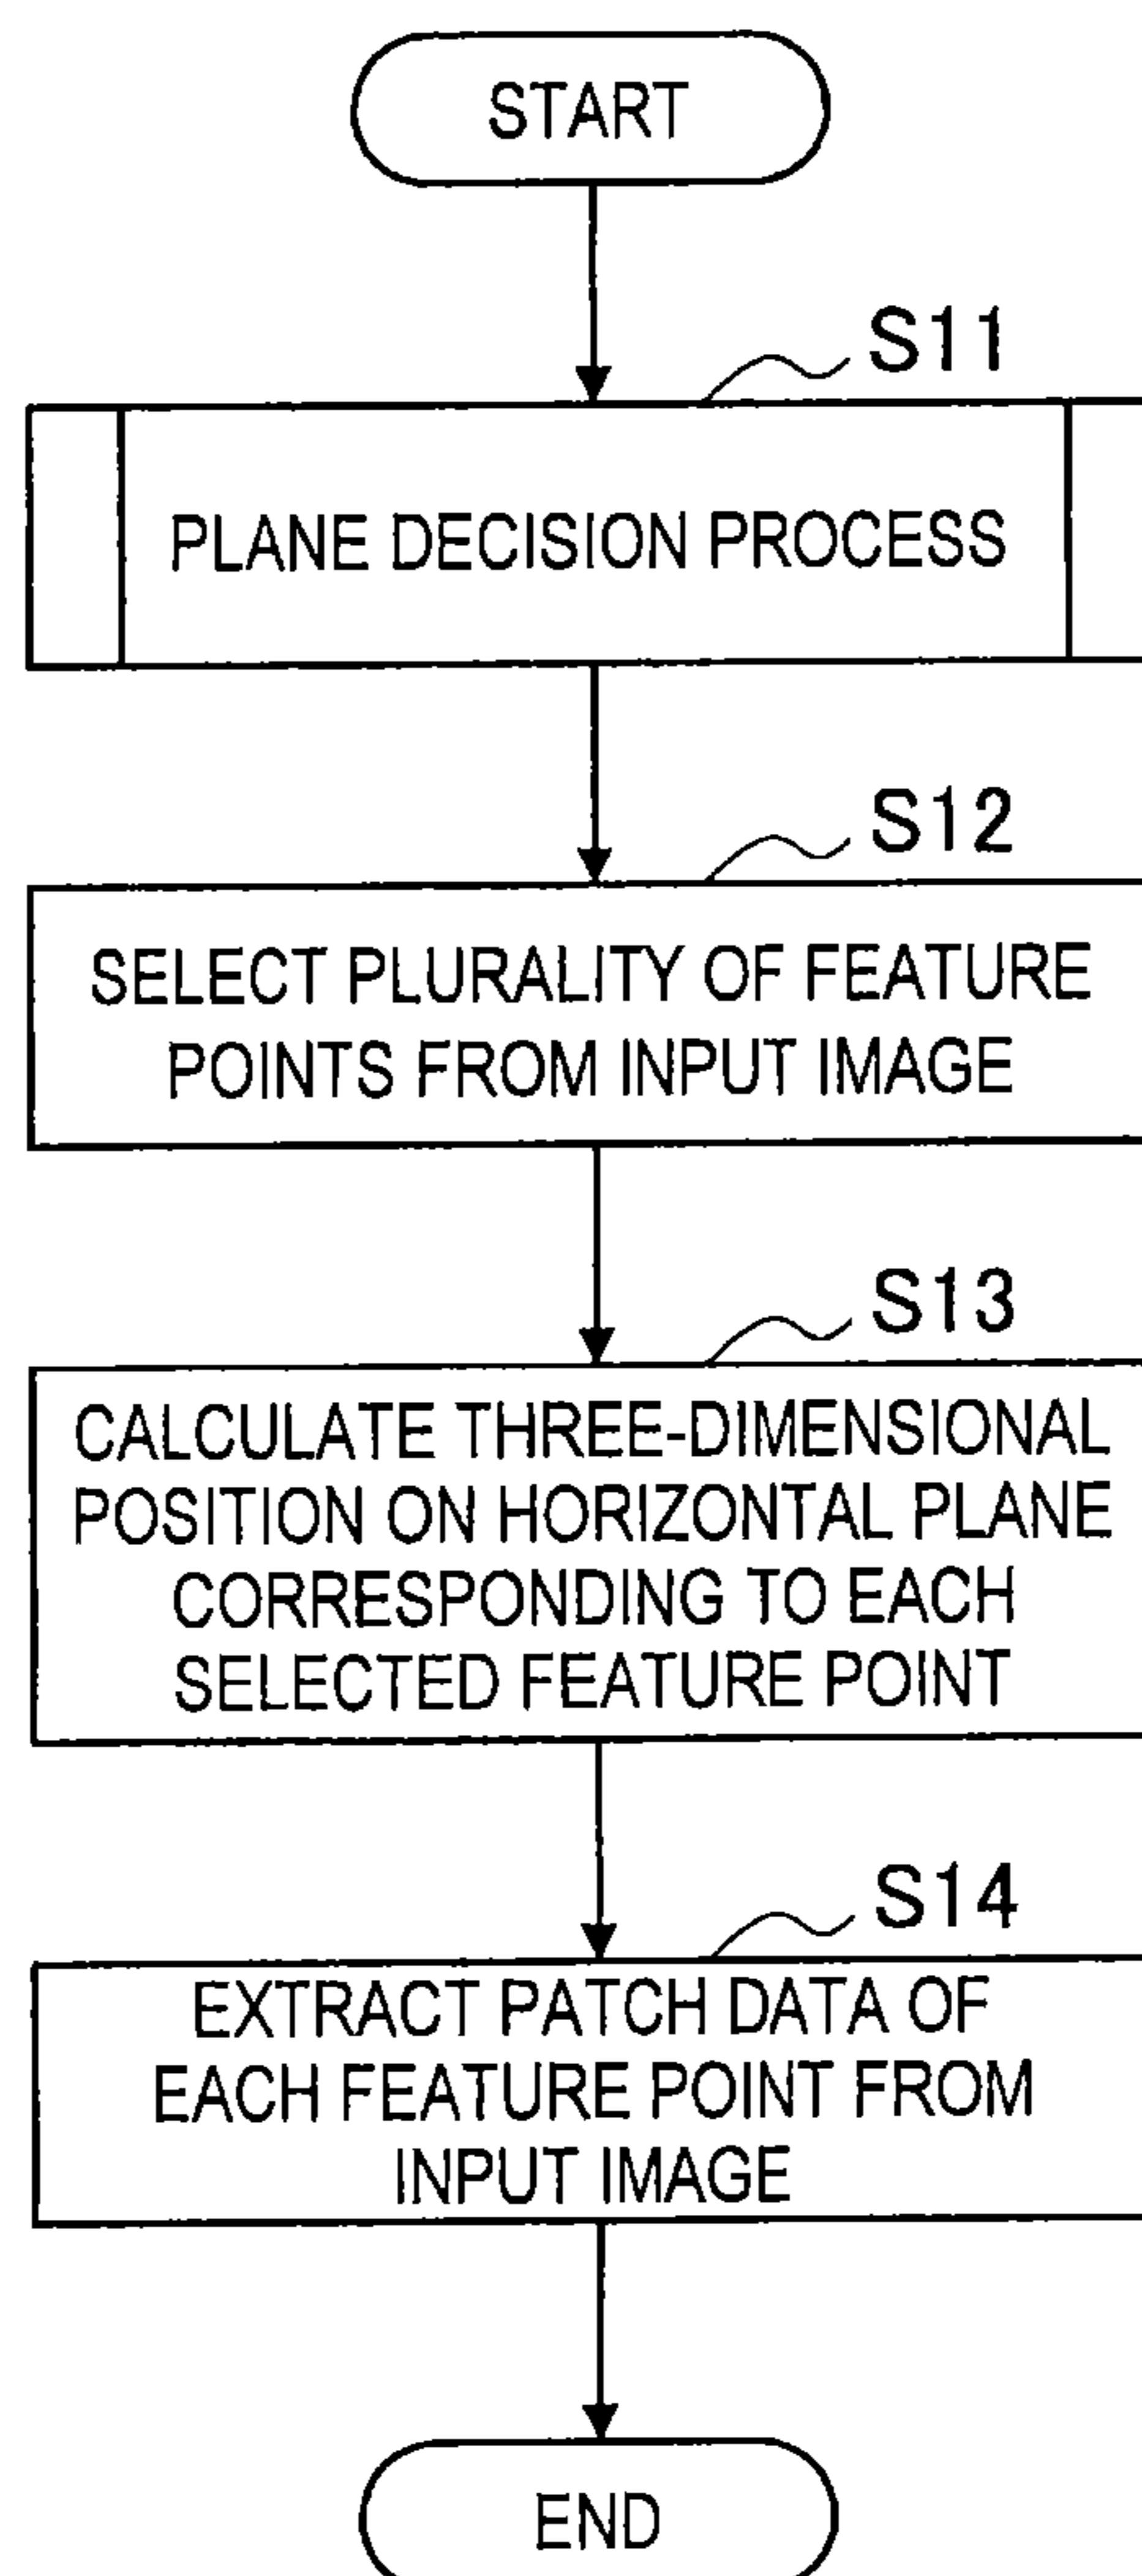 START
S11
PLANE DECISION PROCESS
S12
SELECT PLURALITY OF FEATURE
POINTS FROM INPUT IMAGE
S13
CALCULATE THREE-DIMENSIONAL
POSITION ON HORIZONTAL PLANE
CORRESPONDING TO EACH
SELECTED FEATURE POINT
S14
EXTRACT PATCH DATA OF
EACH FEATURE POINT FROM
INPUT IMAGE
END